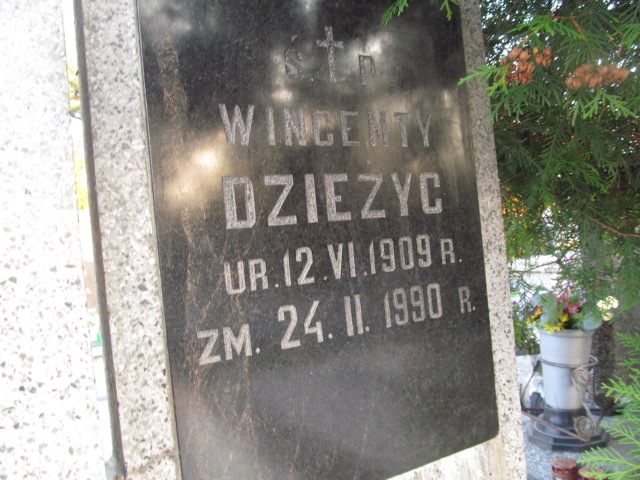 Ś † P
WINCENTY
DZIEZYC
UR. 12. VI. 1909 R.
ZM. 24. II. 1990 R.